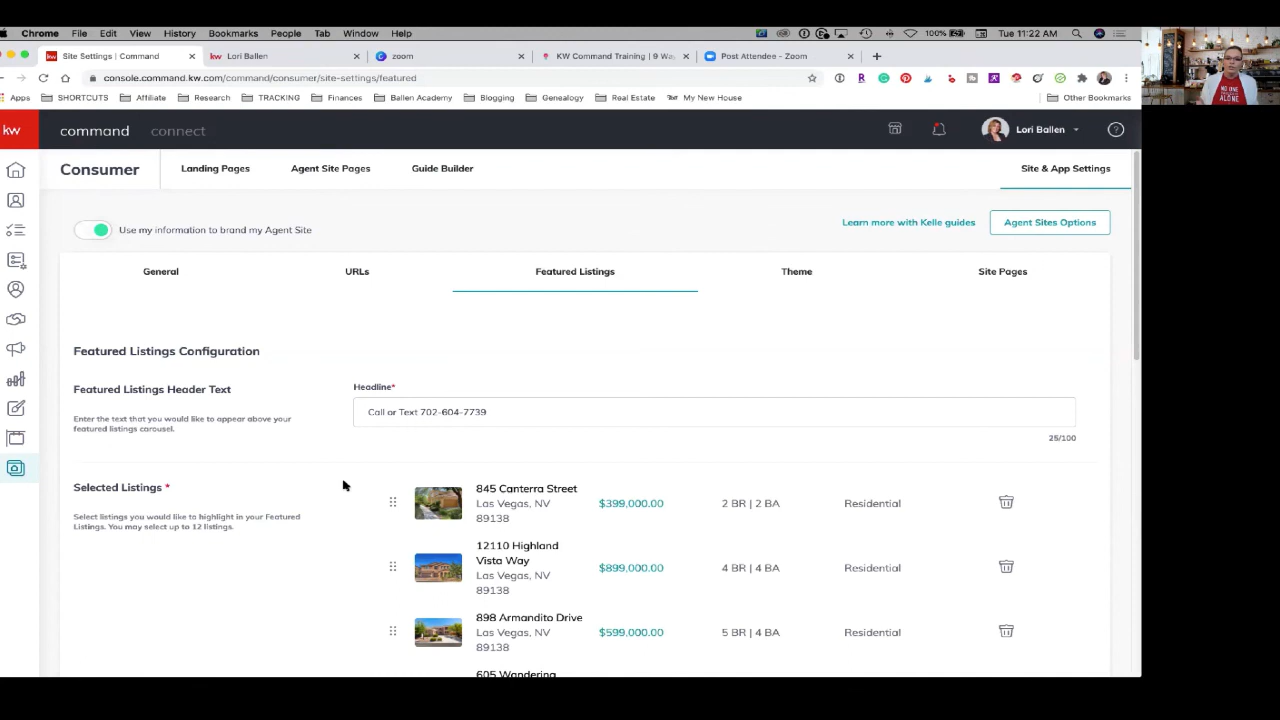 Chrome File Edit View History Bookmarks People Tab Window Help
100% Tue 11:22 AM
kw Site Settings | Command
kw Lori Ballen
zoom
KW Command Training | 9 Wa
Post Attendee - Zoom
console.command.kw.com/command/consumer/site-settings/featured
Apps SHORTCUTS Affiliate Research TRACKING Finances Ballen Academy Blogging Genealogy Real Estate My New House Other Bookmarks
NO ONE
ALONE
kw command connect Lori Ballen
Consumer Landing Pages Agent Site Pages Guide Builder Site & App Settings
Use my information to brand my Agent Site Learn more with Kelle guides Agent Sites Options
General URLs Featured Listings Theme Site Pages
Featured Listings Configuration
Featured Listings Header Text
Enter the text that you would like to appear above your
featured listings carousel.
Headline*
Call or Text 702-604-7739
25/100
Selected Listings *
Select listings you would like to highlight in your Featured
Listings. You may select up to 12 listings.
845 Canterra Street
Las Vegas, NV
89138
$399,000.00 2 BR | 2 BA Residential
12110 Highland
Vista Way
Las Vegas, NV
89138
$899,000.00 4 BR | 4 BA Residential
898 Armandito Drive
Las Vegas, NV
89138
$599,000.00 5 BR | 4 BA Residential
605 Wandering